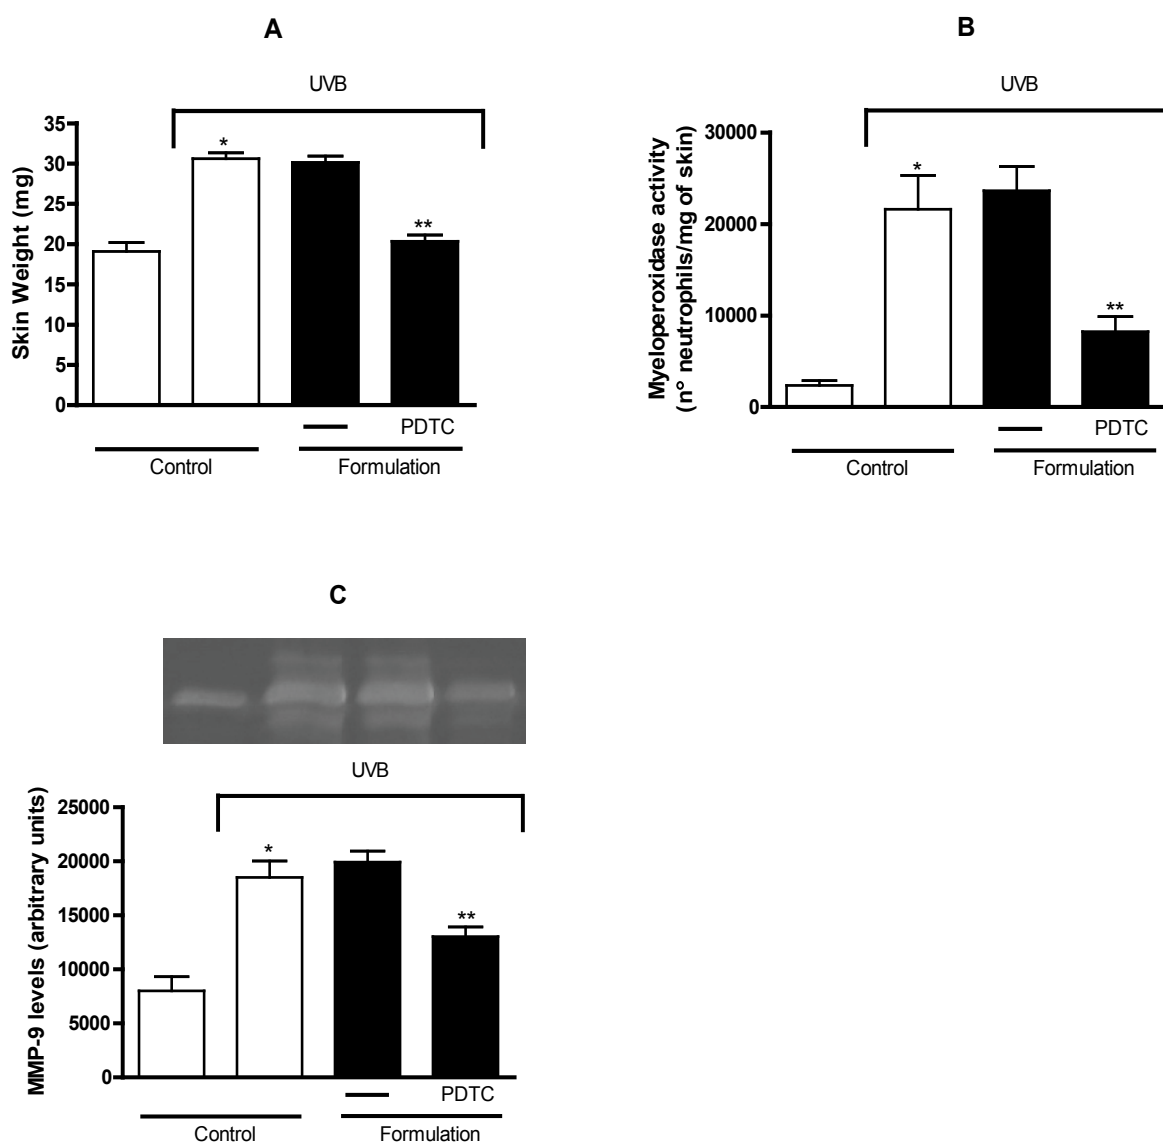 A
UVB
Skin Weight (mg)
35
30
25
20
15
10
5
0
*
**
PDTC
Control
Formulation
B
UVB
Myeloperoxidase activity
(n° neutrophils/mg of skin)
30000
20000
10000
0
*
**
PDTC
Control
Formulation
C
UVB
MMP-9 levels (arbitrary units)
25000
20000
15000
10000
5000
0
*
**
PDTC
Control
Formulation